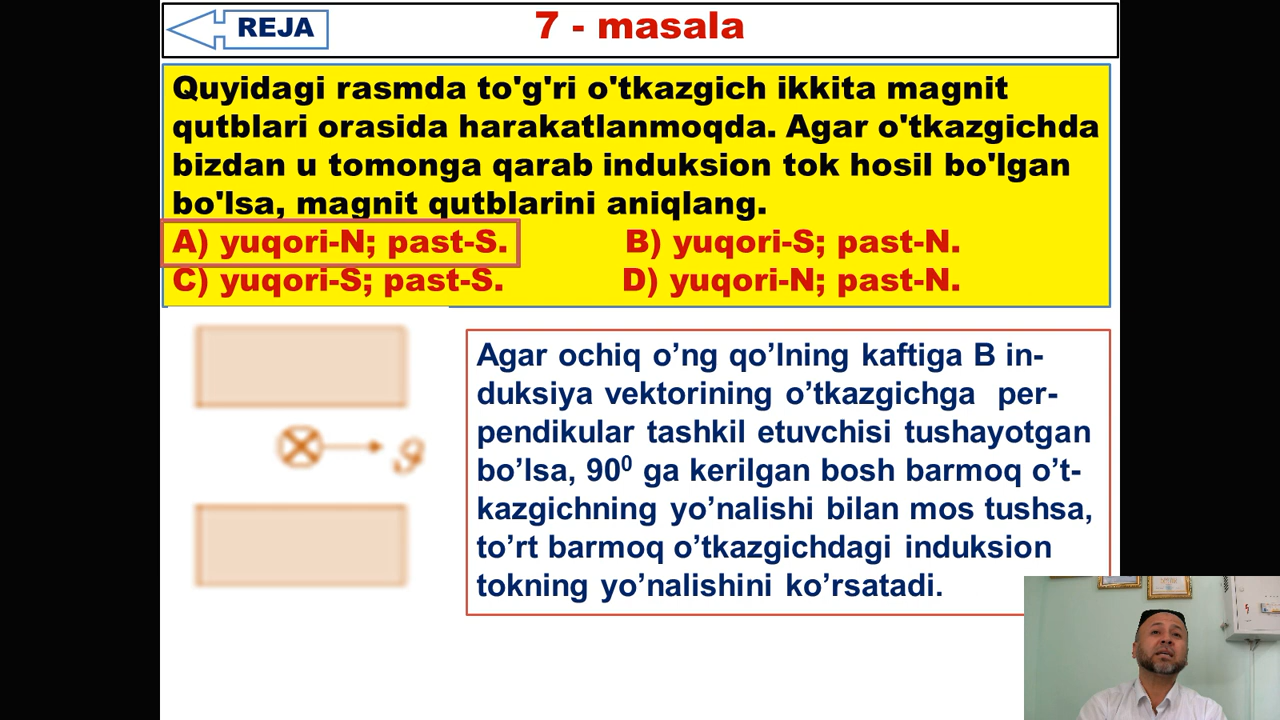 REJA
7 - masala
Quyidagi rasmda to'g'ri o'tkazgich ikkita magnit
qutblari orasida harakatlanmoqda. Agar o'tkazgichda
bizdan u tomonga qarab induksion tok hosil bo'lgan
bo'lsa, magnit qutblarini aniqlang.
A) yuqori-N; past-S. B) yuqori-S; past-N.
C) yuqori-S; past-S. D) yuqori-N; past-N.
Agar ochiq o’ng qo’lning kaftiga B in-
duksiya vektorining o’tkazgichga per-
pendikular tashkil etuvchisi tushayotgan
bo’lsa, 90⁰ ga kerilgan bosh barmoq o’t-
kazgichning yo’nalishi bilan mos tushsa,
to’rt barmoq o’tkazgichdagi induksion
tokning yo’nalishini ko’rsatadi.
ϑ